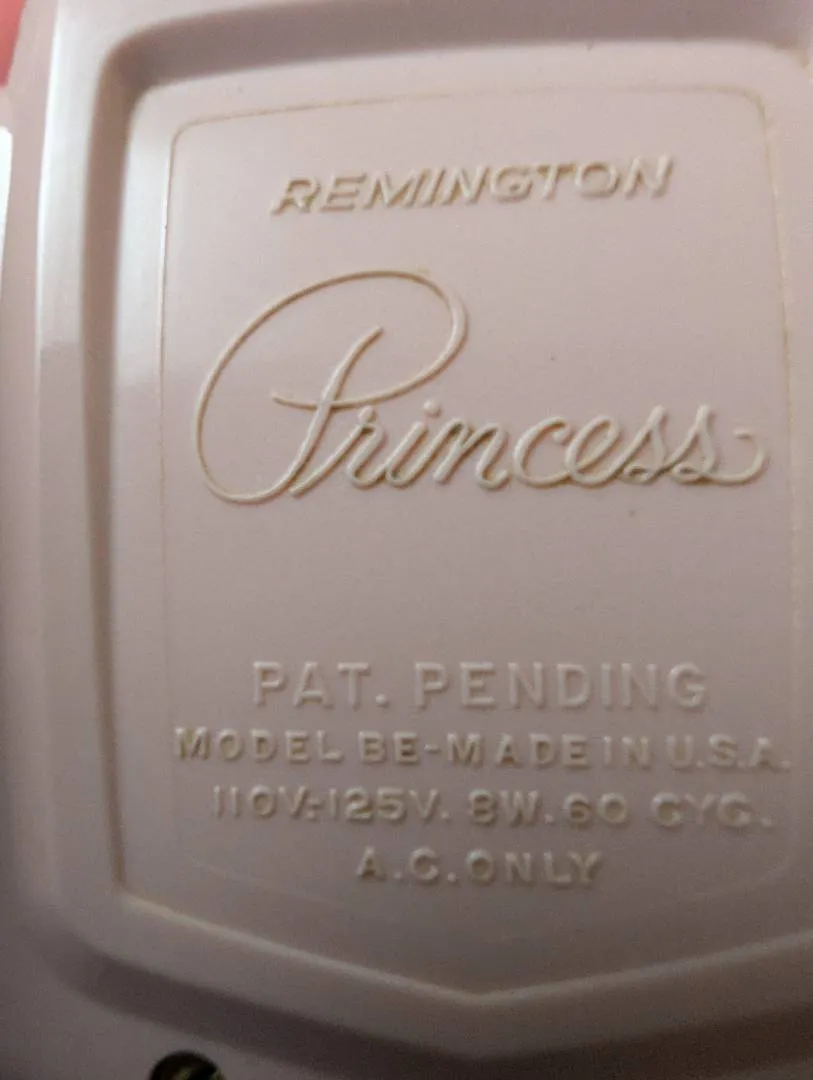 REMINGTON
Princess
PAT. PENDING
MODEL BE-MADE IN U.S.A.
110V-125V. 8W. 60 CYC.
A.C. ONLY